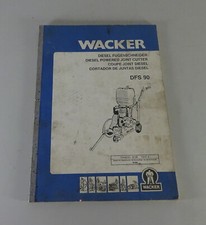 WACKER
DIESEL FUGENSCHNEIDER
DIESEL POWERED JOINT CUTTER
COUPE JOINT DIESEL
CORTADOR DE JUNTAS DIESEL
DFS 90
WACKER